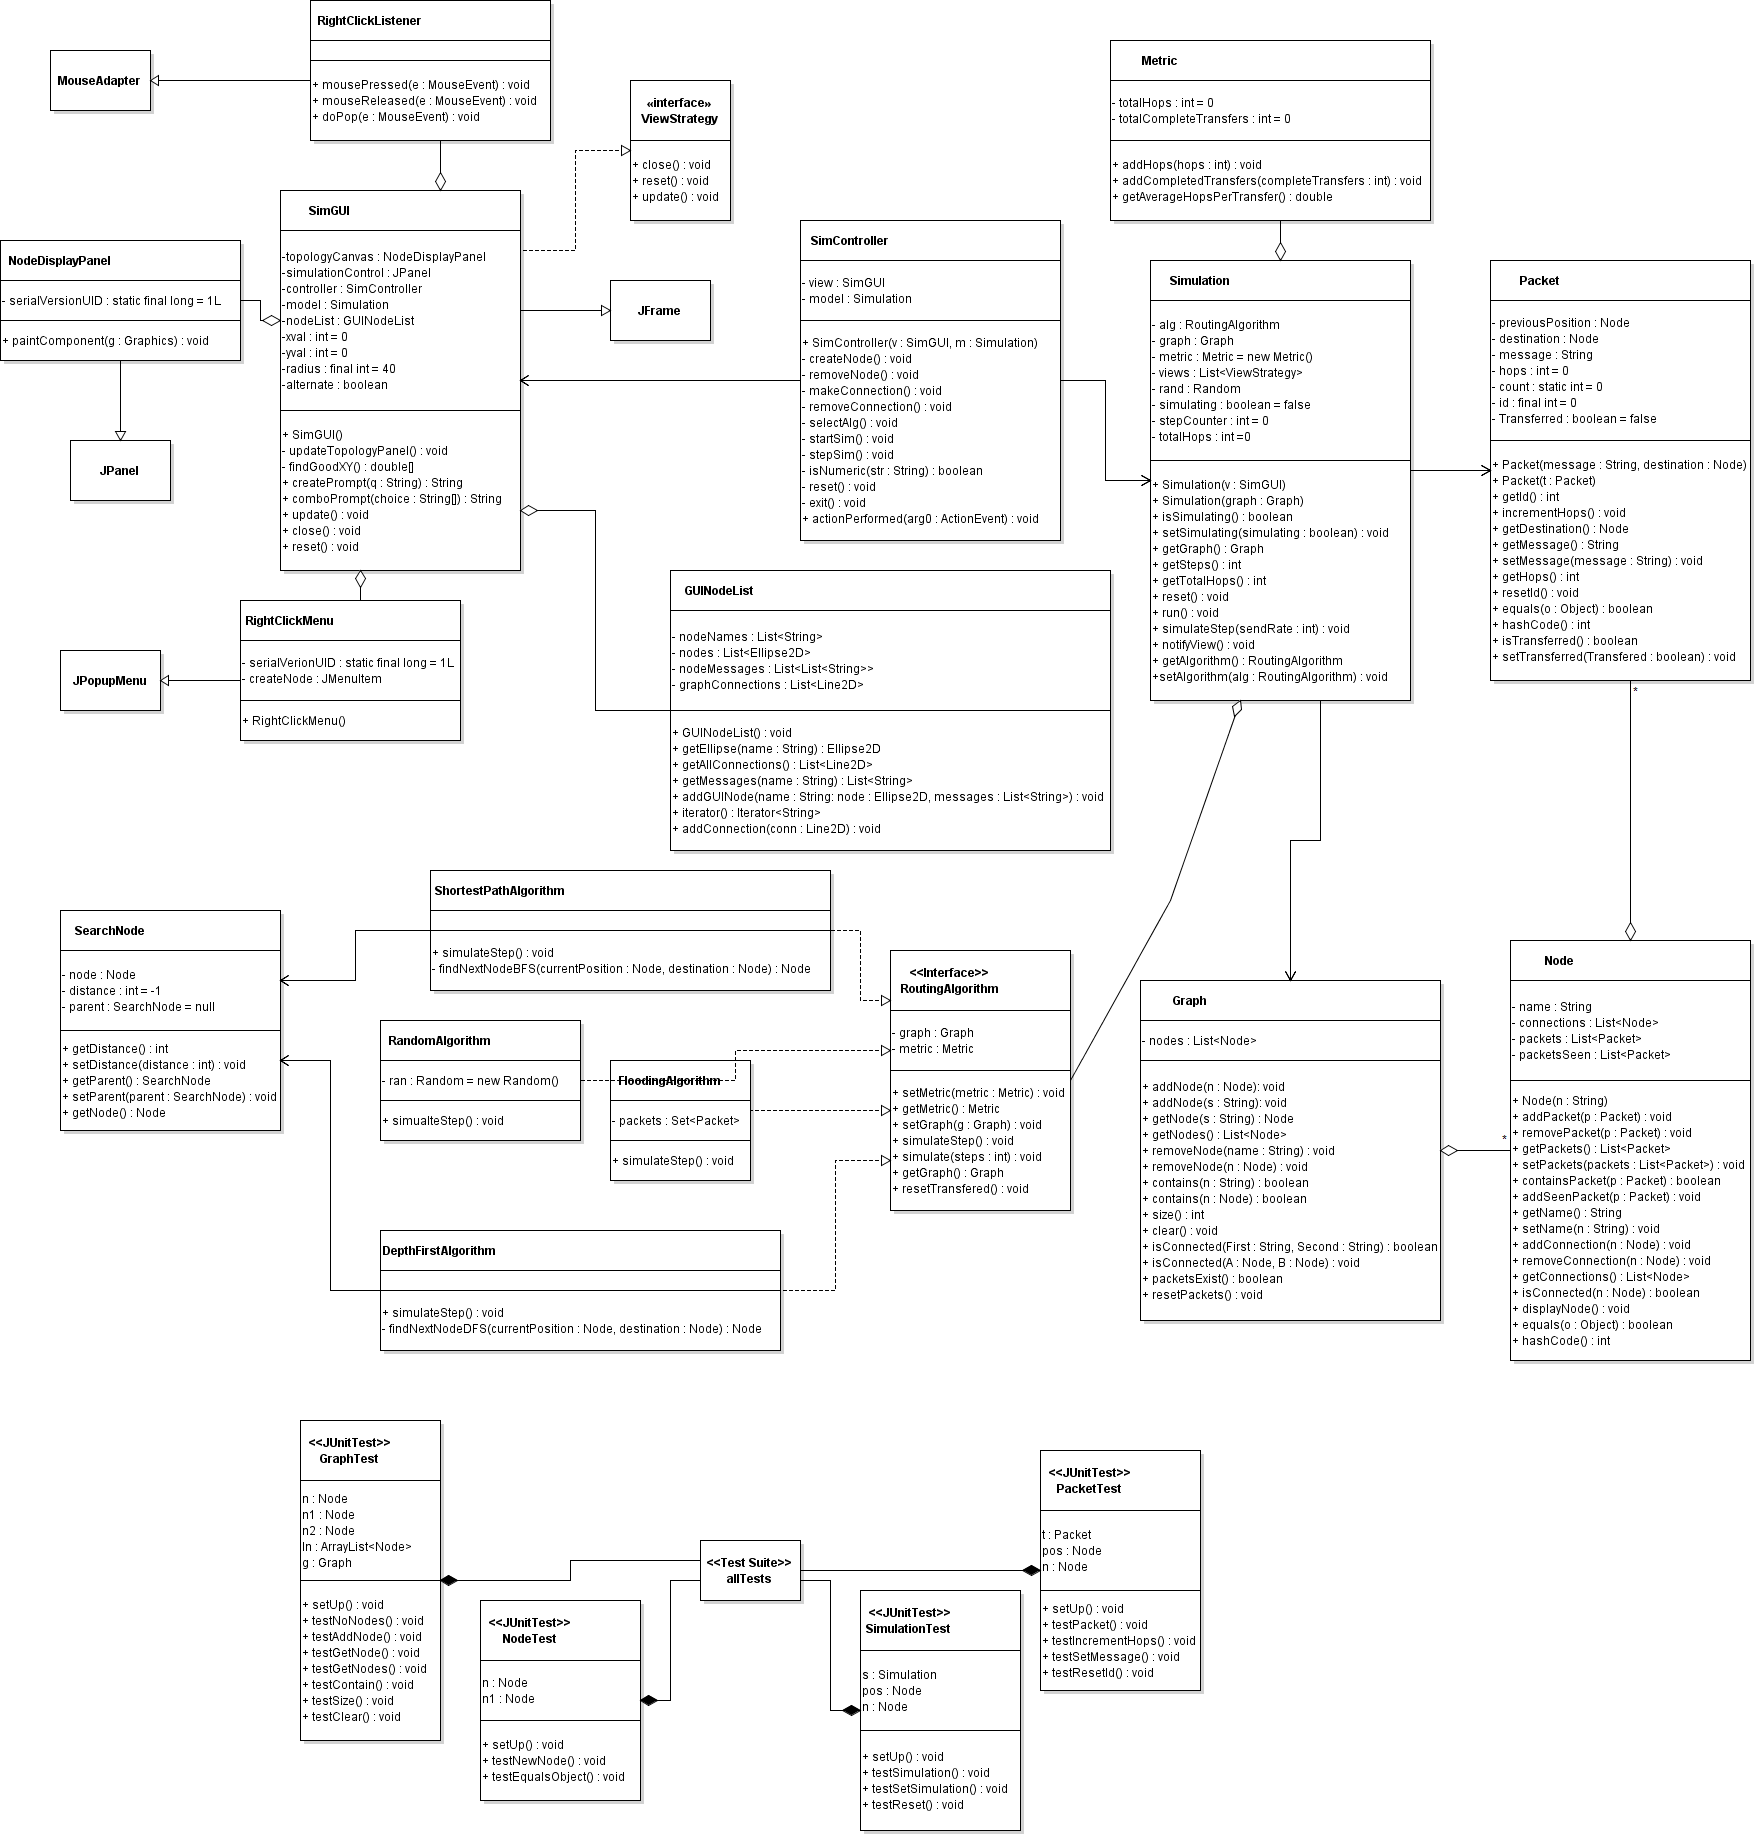 RightClickListener
+ mousePressed(e : MouseEvent) : void
+ mouseReleased(e : MouseEvent) : void
+ doPop(e : MouseEvent) : void
MouseAdapter
«interface»
ViewStrategy
+ close() : void
+ reset() : void
+ update() : void
Metric
- totalHops : int = 0
- totalCompleteTransfers : int = 0
+ addHops(hops : int) : void
+ addCompletedTransfers(completeTransfers : int) : void
+ getAverageHopsPerTransfer() : double
SimGUI
-topologyCanvas : NodeDisplayPanel
-simulationControl : JPanel
-controller : SimController
-model : Simulation
-nodeList : GUINodeList
-xval : int = 0
-yval : int = 0
-radius : final int = 40
-alternate : boolean
+ SimGUI()
- updateTopologyPanel() : void
- findGoodXY() : double[]
+ createPrompt(q : String) : String
+ comboPrompt(choice : String[]) : String
+ update() : void
+ close() : void
+ reset() : void
NodeDisplayPanel
- serialVersionUID : static final long = 1L
+ paintComponent(g : Graphics) : void
JPanel
JFrame
SimController
- view : SimGUI
- model : Simulation
+ SimController(v : SimGUI, m : Simulation)
- createNode() : void
- removeNode() : void
- makeConnection() : void
- removeConnection() : void
- selectAlg() : void
- startSim() : void
- stepSim() : void
- isNumeric(str : String) : boolean
- reset() : void
- exit() : void
+ actionPerformed(arg0 : ActionEvent) : void
Simulation
- alg : RoutingAlgorithm
- graph : Graph
- metric : Metric = new Metric()
- views : List<ViewStrategy>
- rand : Random
- simulating : boolean = false
- stepCounter : int = 0
- totalHops : int =0
+ Simulation(v : SimGUI)
+ Simulation(graph : Graph)
+ isSimulating() : boolean
+ setSimulating(simulating : boolean) : void
+ getGraph() : Graph
+ getSteps() : int
+ getTotalHops() : int
+ reset() : void
+ run() : void
+ simulateStep(sendRate : int) : void
+ notifyView() : void
+ getAlgorithm() : RoutingAlgorithm
+setAlgorithm(alg : RoutingAlgorithm) : void
Packet
- previousPosition : Node
- destination : Node
- message : String
- hops : int = 0
- count : static int = 0
- id : final int = 0
- Transferred : boolean = false
+ Packet(message : String, destination : Node)
+ Packet(t : Packet)
+ getId() : int
+ incrementHops() : void
+ getDestination() : Node
+ getMessage() : String
+ setMessage(message : String) : void
+ getHops() : int
+ resetId() : void
+ equals(o : Object) : boolean
+ hashCode() : int
+ isTransferred() : boolean
+ setTransferred(Transfered : boolean) : void
*
RightClickMenu
- serialVerionUID : static final long = 1L
- createNode : JMenuItem
+ RightClickMenu()
JPopupMenu
GUINodeList
- nodeNames : List<String>
- nodes : List<Ellipse2D>
- nodeMessages : List<List<String>>
- graphConnections : List<Line2D>
+ GUINodeList() : void
+ getEllipse(name : String) : Ellipse2D
+ getAllConnections() : List<Line2D>
+ getMessages(name : String) : List<String>
+ addGUINode(name : String: node : Ellipse2D, messages : List<String>) : void
+ iterator() : Iterator<String>
+ addConnection(conn : Line2D) : void
SearchNode
- node : Node
- distance : int = -1
- parent : SearchNode = null
+ getDistance() : int
+ setDistance(distance : int) : void
+ getParent() : SearchNode
+ setParent(parent : SearchNode) : void
+ getNode() : Node
ShortestPathAlgorithm
+ simulateStep() : void
- findNextNodeBFS(currentPosition : Node, destination : Node) : Node
RandomAlgorithm
- ran : Random = new Random()
+ simualteStep() : void
FloodingAlgorithm
- packets : Set<Packet>
+ simulateStep() : void
DepthFirstAlgorithm
+ simulateStep() : void
- findNextNodeDFS(currentPosition : Node, destination : Node) : Node
<<Interface>>
RoutingAlgorithm
- graph : Graph
- metric : Metric
+ setMetric(metric : Metric) : void
+ getMetric() : Metric
+ setGraph(g : Graph) : void
+ simulateStep() : void
+ simulate(steps : int) : void
+ getGraph() : Graph
+ resetTransfered() : void
Graph
- nodes : List<Node>
+ addNode(n : Node): void
+ addNode(s : String): void
+ getNode(s : String) : Node
+ getNodes() : List<Node>
+ removeNode(name : String) : void
+ removeNode(n : Node) : void
+ contains(n : String) : boolean
+ contains(n : Node) : boolean
+ size() : int
+ clear() : void
+ isConnected(First : String, Second : String) : boolean
+ isConnected(A : Node, B : Node) : void
+ packetsExist() : boolean
+ resetPackets() : void
*
Node
- name : String
- connections : List<Node>
- packets : List<Packet>
- packetsSeen : List<Packet>
+ Node(n : String)
+ addPacket(p : Packet) : void
+ removePacket(p : Packet) : void
+ getPackets() : List<Packet>
+ setPackets(packets : List<Packet>) : void
+ containsPacket(p : Packet) : boolean
+ addSeenPacket(p : Packet) : void
+ getName() : String
+ setName(n : String) : void
+ addConnection(n : Node) : void
+ removeConnection(n : Node) : void
+ getConnections() : List<Node>
+ isConnected(n : Node) : boolean
+ displayNode() : void
+ equals(o : Object) : boolean
+ hashCode() : int
<<JUnitTest>>
GraphTest
n : Node
n1 : Node
n2 : Node
ln : ArrayList<Node>
g : Graph
+ setUp() : void
+ testNoNodes() : void
+ testAddNode() : void
+ testGetNode() : void
+ testGetNodes() : void
+ testContain() : void
+ testSize() : void
+ testClear() : void
<<JUnitTest>>
NodeTest
n : Node
n1 : Node
+ setUp() : void
+ testNewNode() : void
+ testEqualsObject() : void
<<Test Suite>>
allTests
<<JUnitTest>>
SimulationTest
s : Simulation
pos : Node
n : Node
+ setUp() : void
+ testSimulation() : void
+ testSetSimulation() : void
+ testReset() : void
<<JUnitTest>>
PacketTest
t : Packet
pos : Node
n : Node
+ setUp() : void
+ testPacket() : void
+ testIncrementHops() : void
+ testSetMessage() : void
+ testResetId() : void